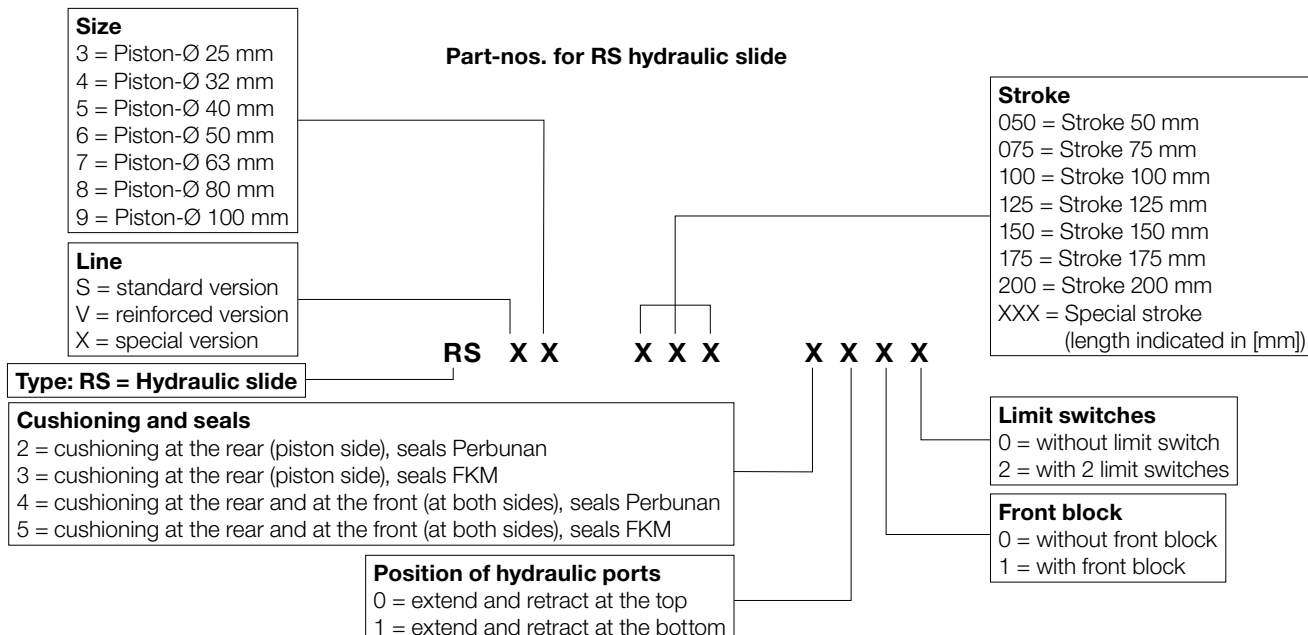 Size
3 = Piston-Ø 25 mm
4 = Piston-Ø 32 mm
5 = Piston-Ø 40 mm
6 = Piston-Ø 50 mm
7 = Piston-Ø 63 mm
8 = Piston-Ø 80 mm
9 = Piston-Ø 100 mm
Part-nos. for RS hydraulic slide
Stroke
050 = Stroke 50 mm
075 = Stroke 75 mm
100 = Stroke 100 mm
125 = Stroke 125 mm
150 = Stroke 150 mm
175 = Stroke 175 mm
200 = Stroke 200 mm
XXX = Special stroke
(length indicated in [mm])
Line
S = standard version
V = reinforced version
X = special version
RS X X X X X X X X X
Type: RS = Hydraulic slide
Cushioning and seals
2 = cushioning at the rear (piston side), seals Perbunan
3 = cushioning at the rear (piston side), seals FKM
4 = cushioning at the rear and at the front (at both sides), seals Perbunan
5 = cushioning at the rear and at the front (at both sides), seals FKM
Limit switches
0 = without limit switch
2 = with 2 limit switches
Front block
0 = without front block
1 = with front block
Position of hydraulic ports
0 = extend and retract at the top
1 = extend and retract at the bottom